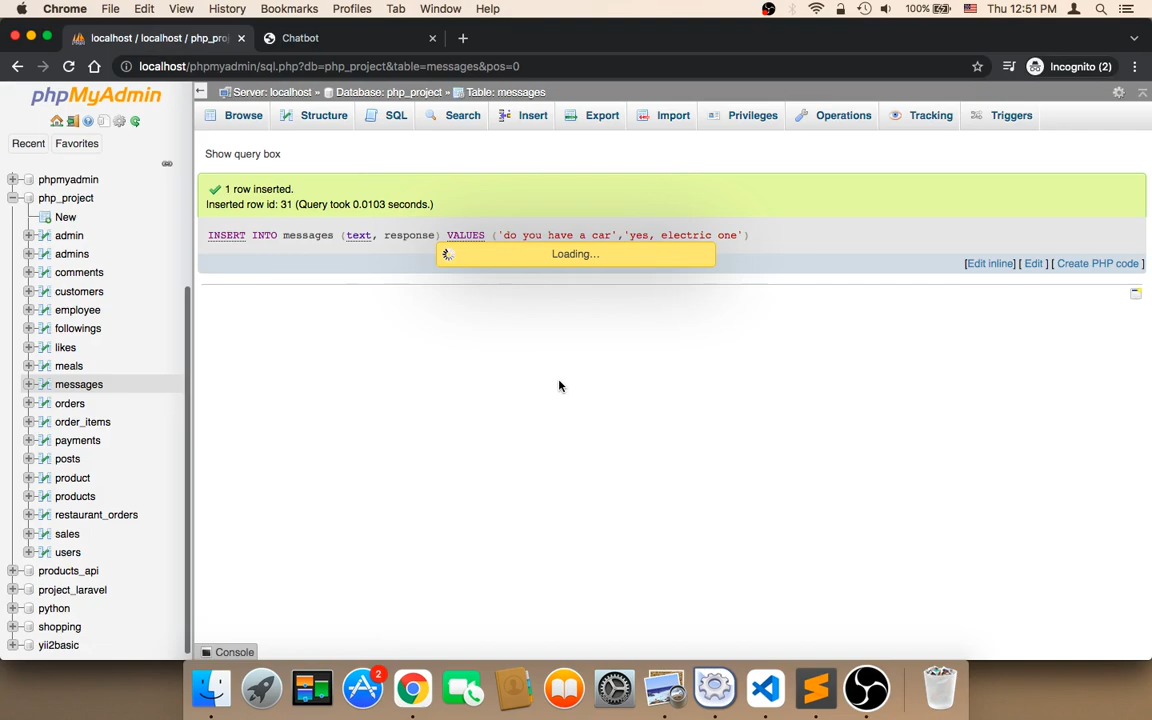 Chrome File Edit View History Bookmarks Profiles Tab Window Help 100% Thu 12:51 PM
localhost / localhost / php_pro Chatbot
localhost/phpmyadmin/sql.php?db=php_project&table=messages&pos=0 Incognito (2)
phpMyAdmin
Server: localhost » Database: php_project » Table: messages
Browse Structure SQL Search Insert Export Import Privileges Operations Tracking Triggers
Recent Favorites
Show query box
1 row inserted.
Inserted row id: 31 (Query took 0.0103 seconds.)
INSERT INTO messages (text, response) VALUES ('do you have a car','yes, electric one')
Loading…
[Edit inline] [ Edit ] [ Create PHP code ]
phpmyadmin
php_project
New
admin
admins
comments
customers
employee
followings
likes
meals
messages
orders
order_items
payments
posts
product
products
restaurant_orders
sales
users
products_api
project_laravel
python
shopping
yii2basic
Console
2